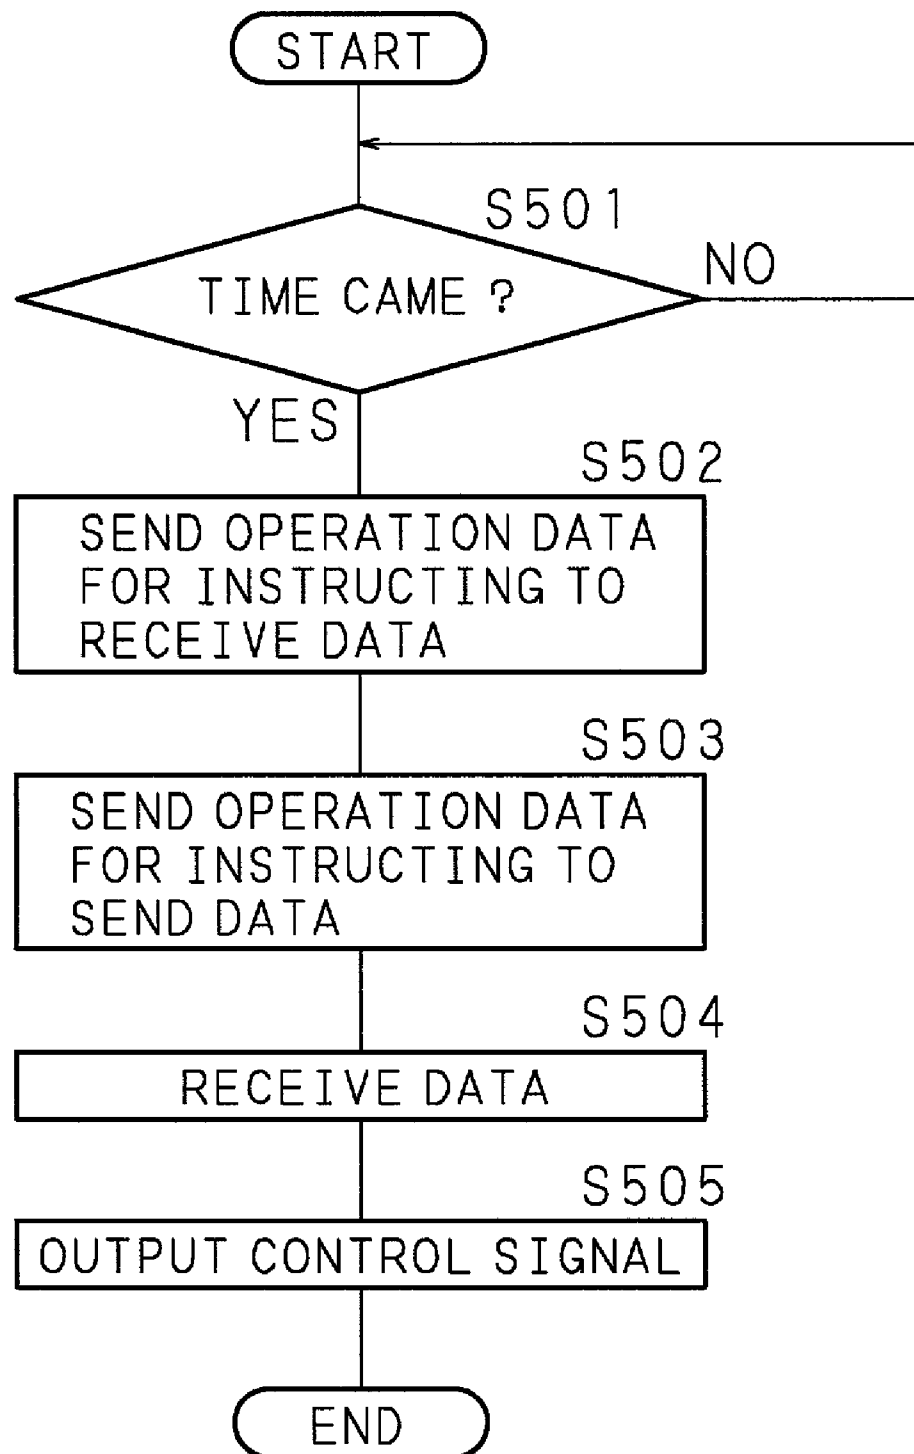 START
S501
TIME CAME ?
NO
YES
S502
SEND OPERATION DATA
FOR INSTRUCTING TO
RECEIVE DATA
S503
SEND OPERATION DATA
FOR INSTRUCTING TO
SEND DATA
S504
RECEIVE DATA
S505
OUTPUT CONTROL SIGNAL
END